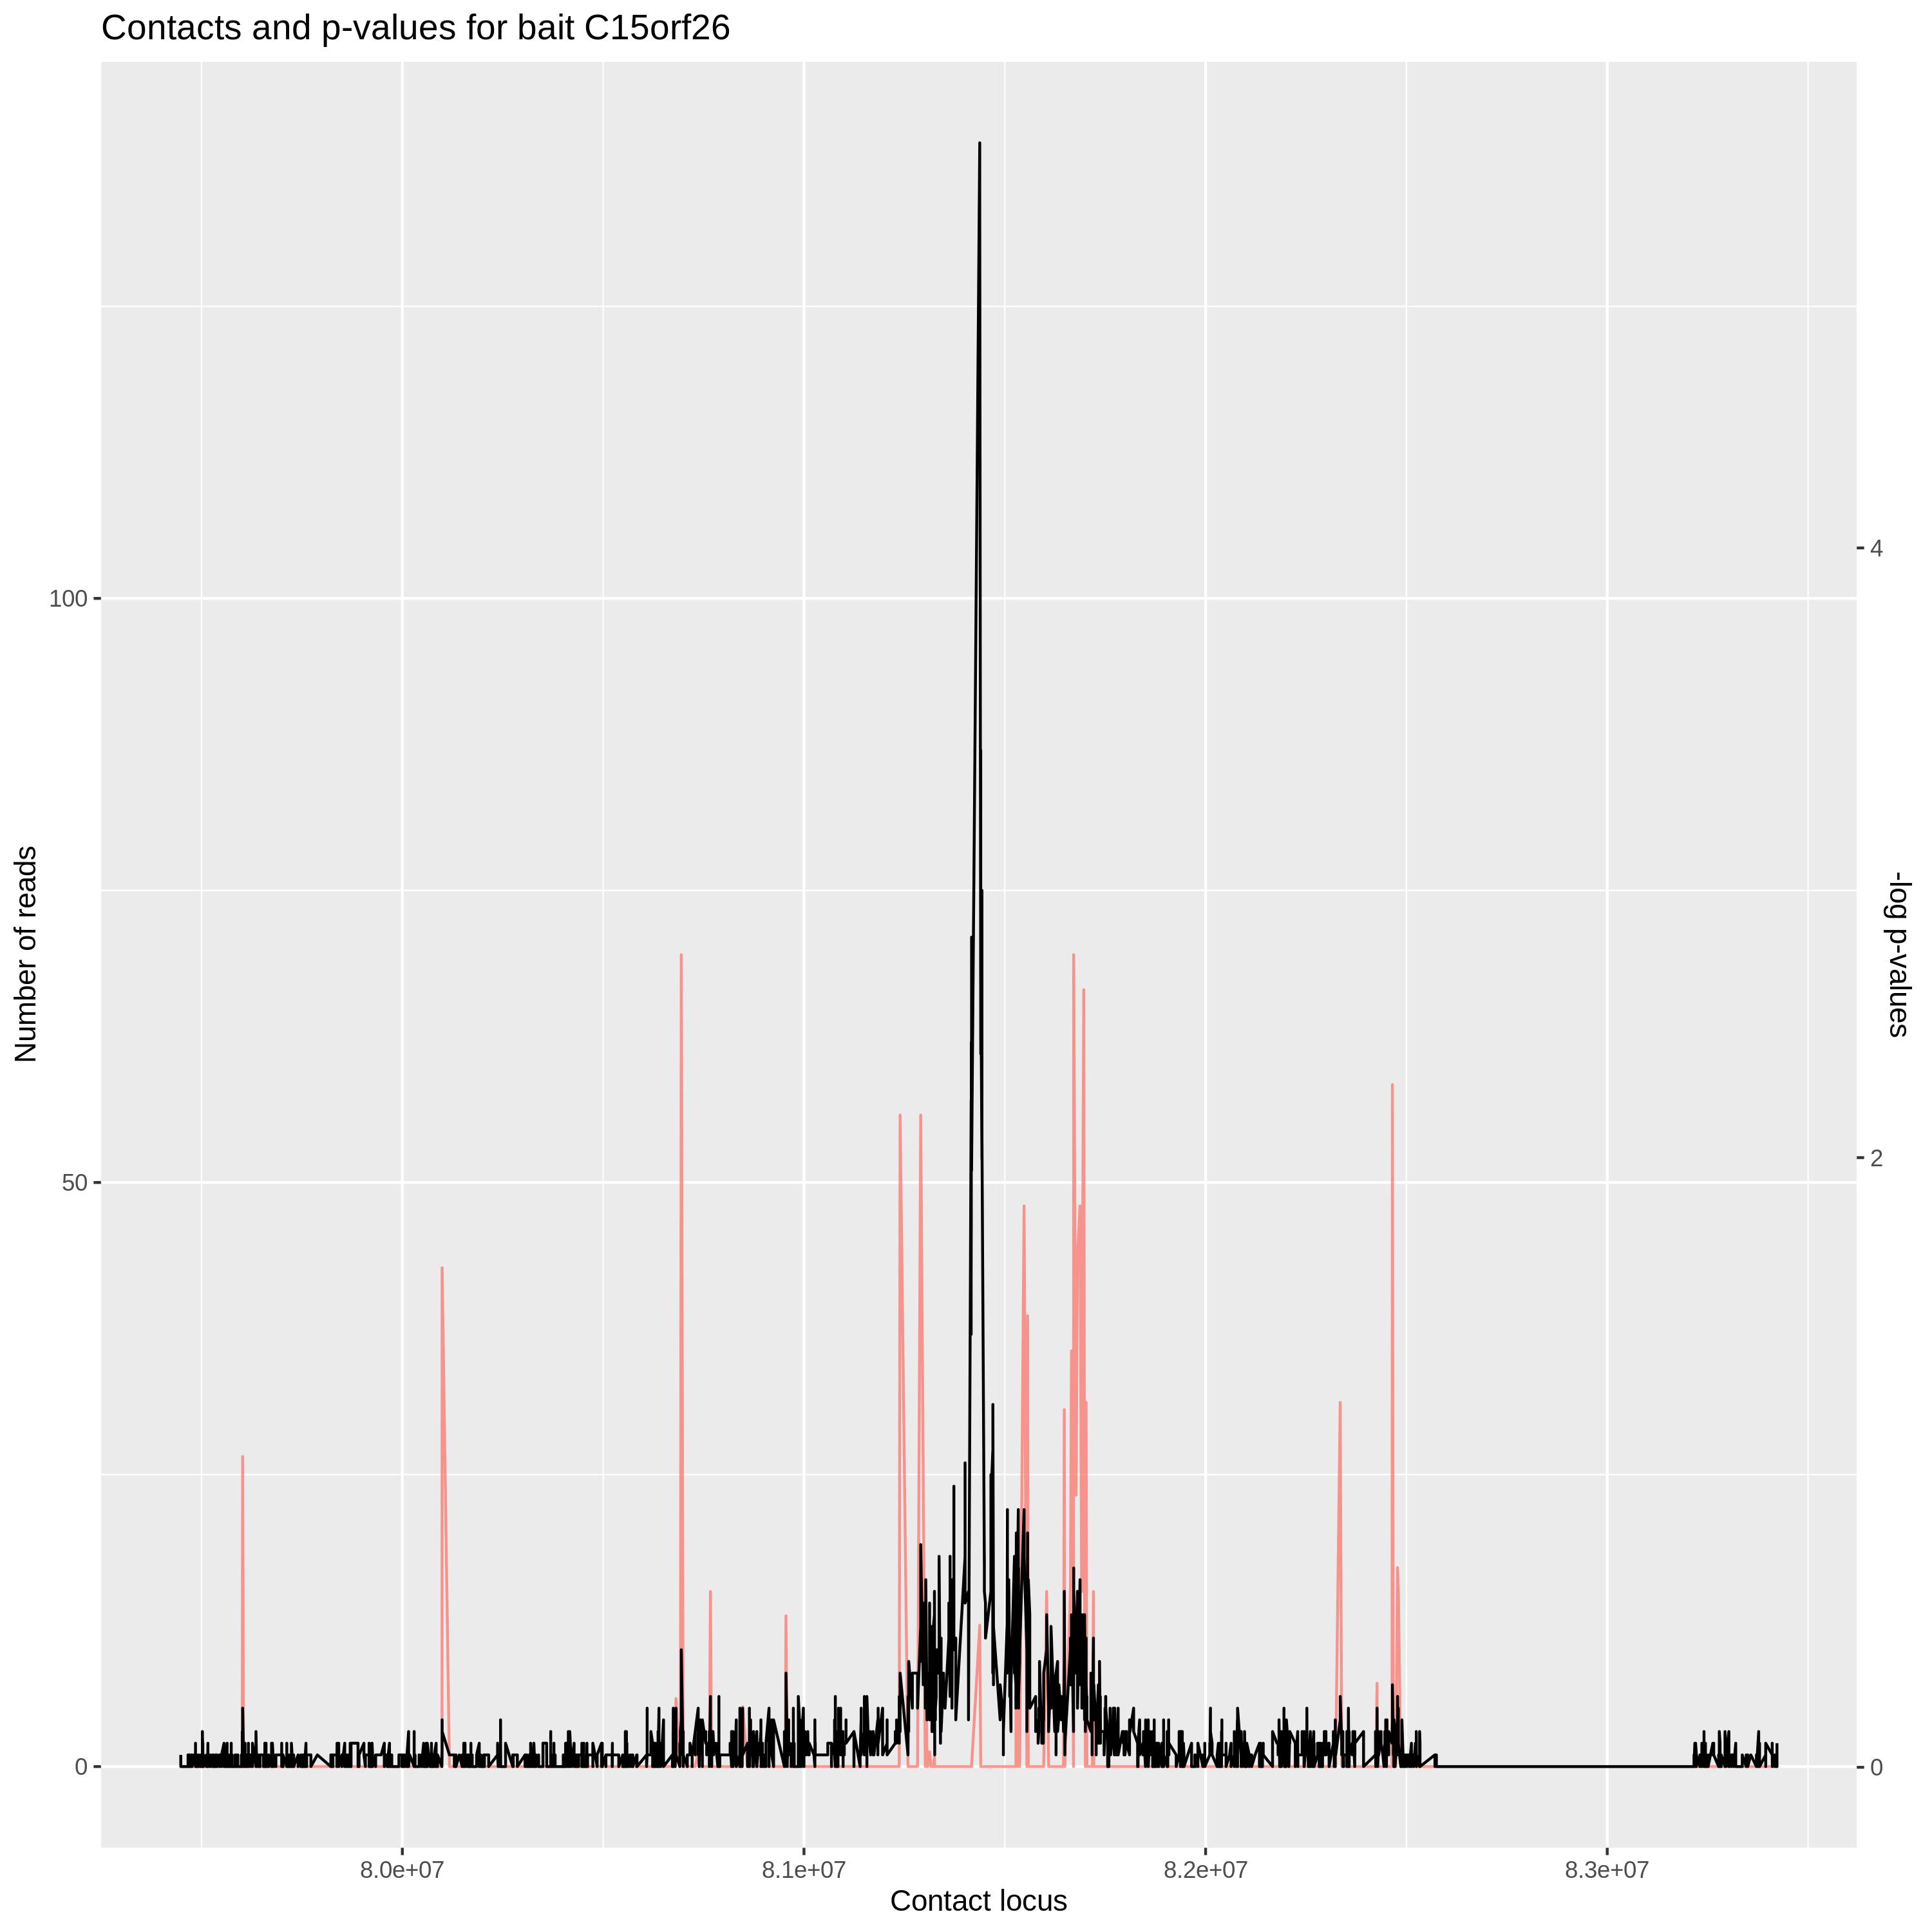 Contacts and p-values for bait C15orf26
Number of reads
100
50
0
4
2
0
-log p-values
8.0e+07
8.1e+07
8.2e+07
8.3e+07
Contact locus